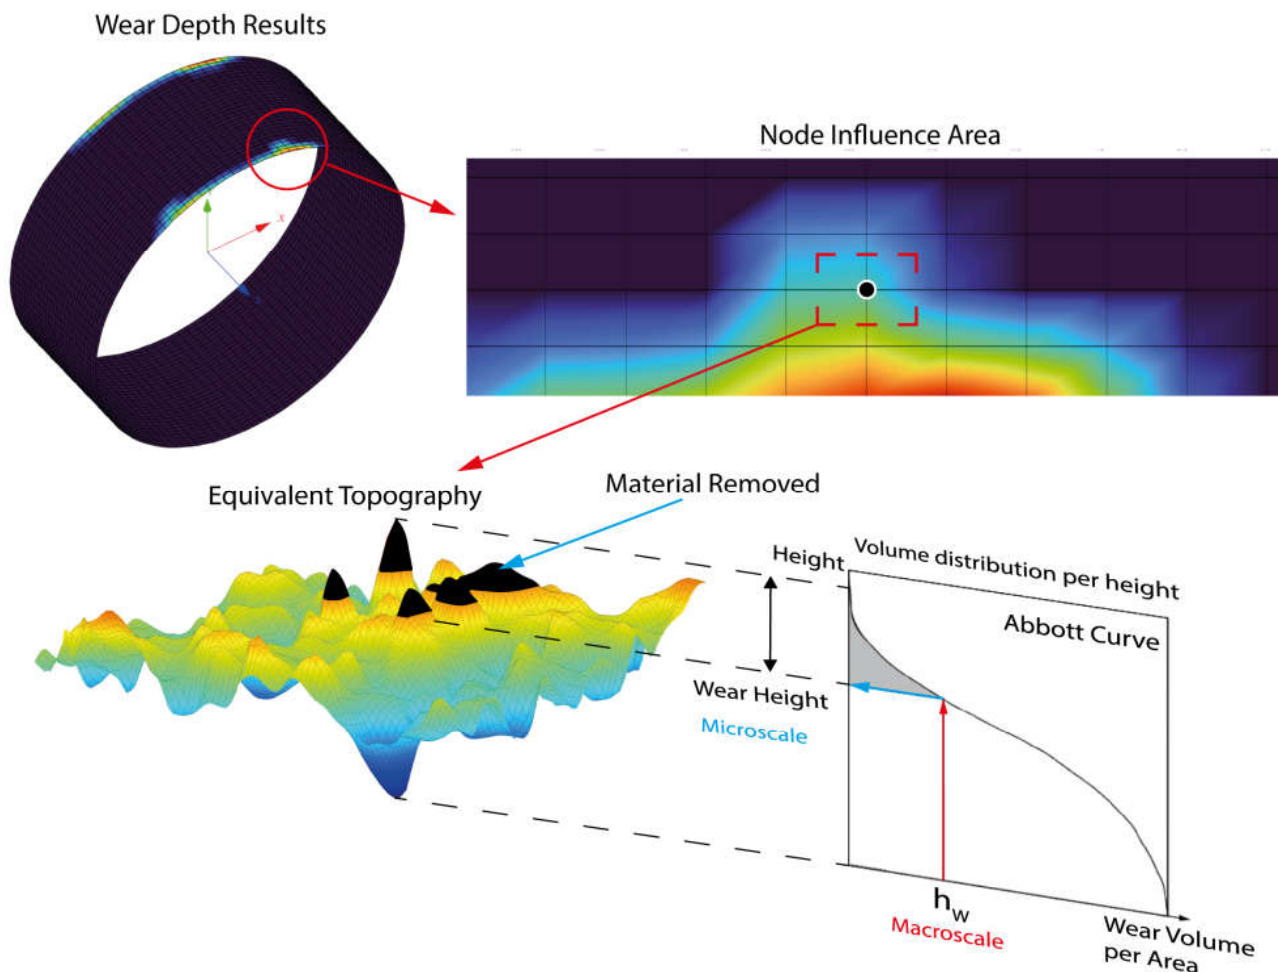 Wear Depth Results
Node Influence Area
X
Equivalent Topography
Material Removed
Height
Volume distribution per height
Abbott Curve
Wear Height
Microscale
h_w
Macroscale
Wear Volume
per Area